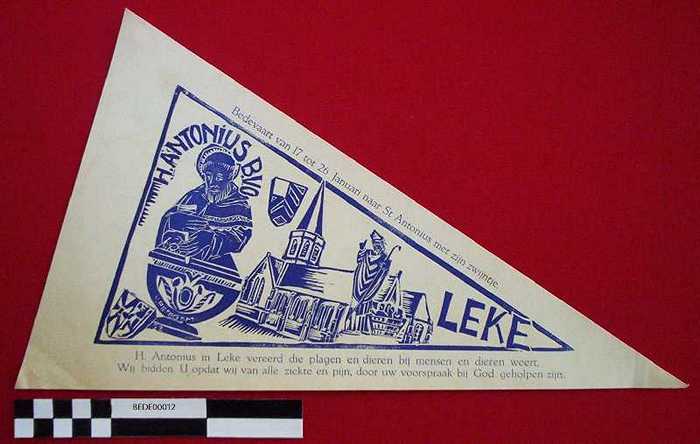 Bedevaart van 17 tot 26 Januari naar St Antonius met zijn zwijntje.
H. ANTONIUS BVO
LEKE
H. Antonius in Leke vereerd die plagen en dieren bij mensen en dieren weert,
Wij bidden U opdat wij van alle ziekte en pijn, door uw voorspraak bij God geholpen zijn.
BEDE00012